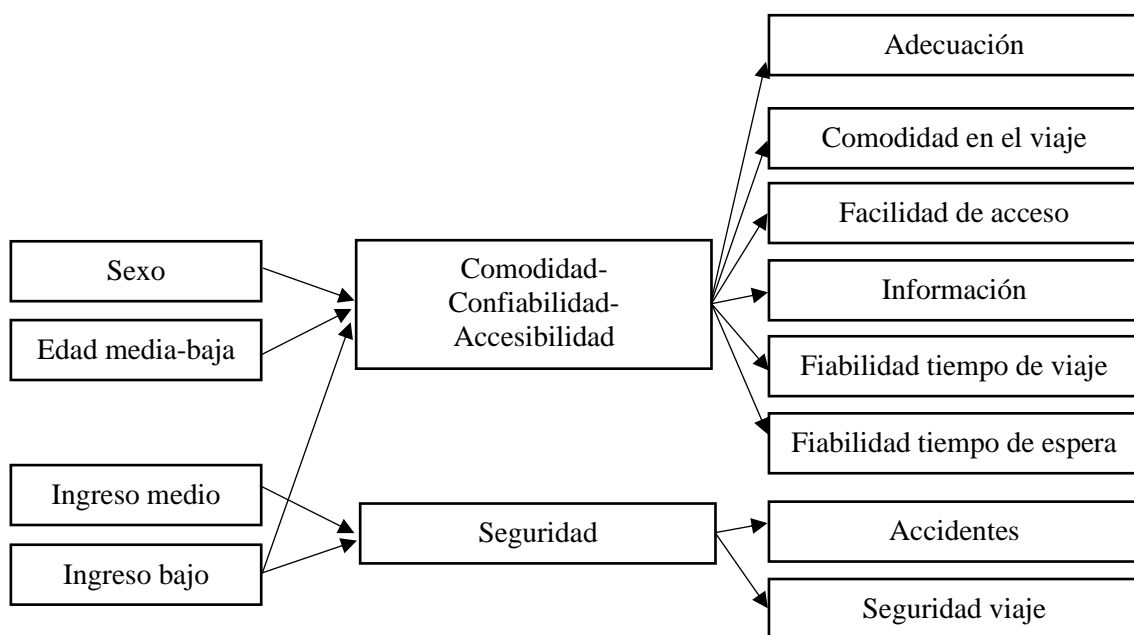 Adecuación
Comodidad en el viaje
Facilidad de acceso
Sexo
Comodidad-
Confiabilidad-
Accesibilidad
Información
Edad media-baja
Fiabilidad tiempo de viaje
Fiabilidad tiempo de espera
Ingreso medio
Seguridad
Accidentes
Ingreso bajo
Seguridad viaje